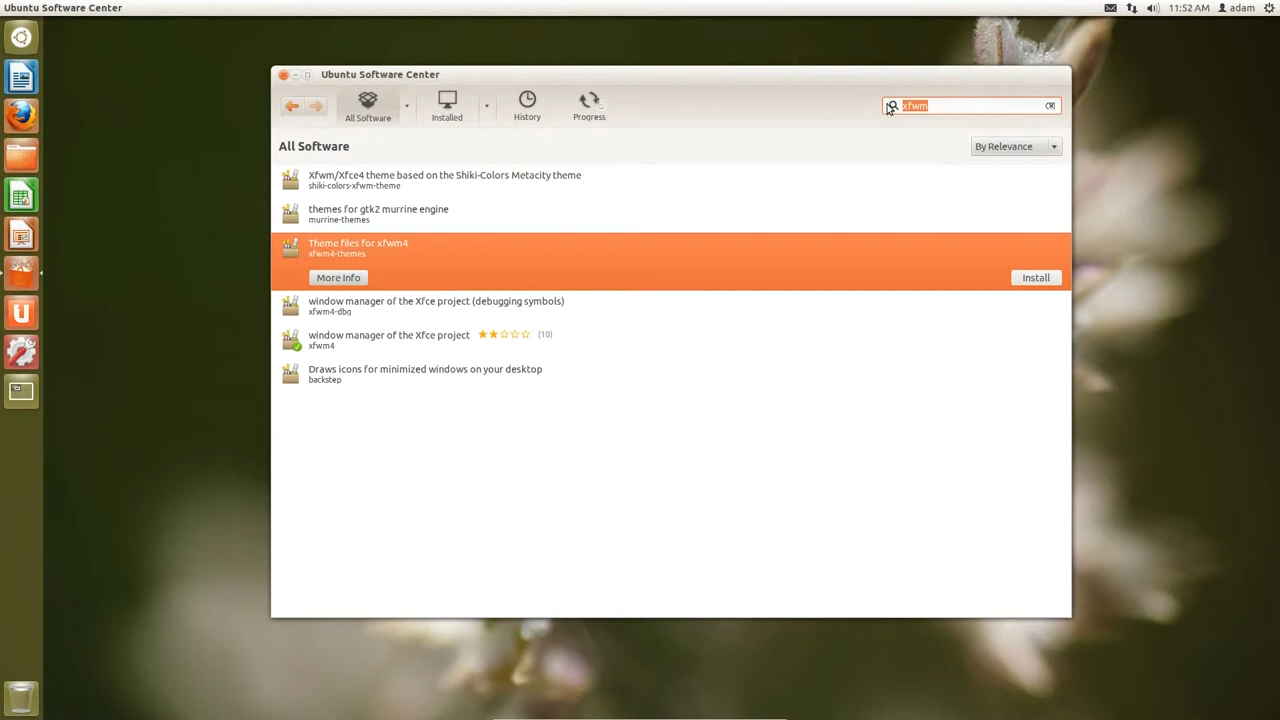 Ubuntu Software Center
11:52 AM
adam
Ubuntu Software Center
All Software
Installed
History
Progress
xfwm
All Software
By Relevance
Xfwm/Xfce4 theme based on the Shiki-Colors Metacity theme
shiki-colors-xfwm-theme
themes for gtk2 murrine engine
murrine-themes
Theme files for xfwm4
xfwm4-themes
More Info
Install
window manager of the Xfce project (debugging symbols)
xfwm4-dbg
window manager of the Xfce project
(10)
xfwm4
Draws icons for minimized windows on your desktop
backstep